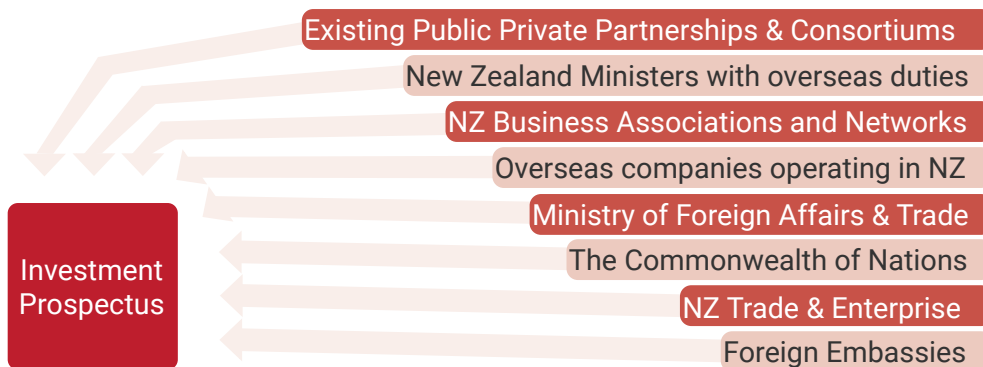 Existing Public Private Partnerships & Consortiums
New Zealand Ministers with overseas duties
NZ Business Associations and Networks
Overseas companies operating in NZ
Ministry of Foreign Affairs & Trade
The Commonwealth of Nations
NZ Trade & Enterprise
Foreign Embassies
Investment
Prospectus